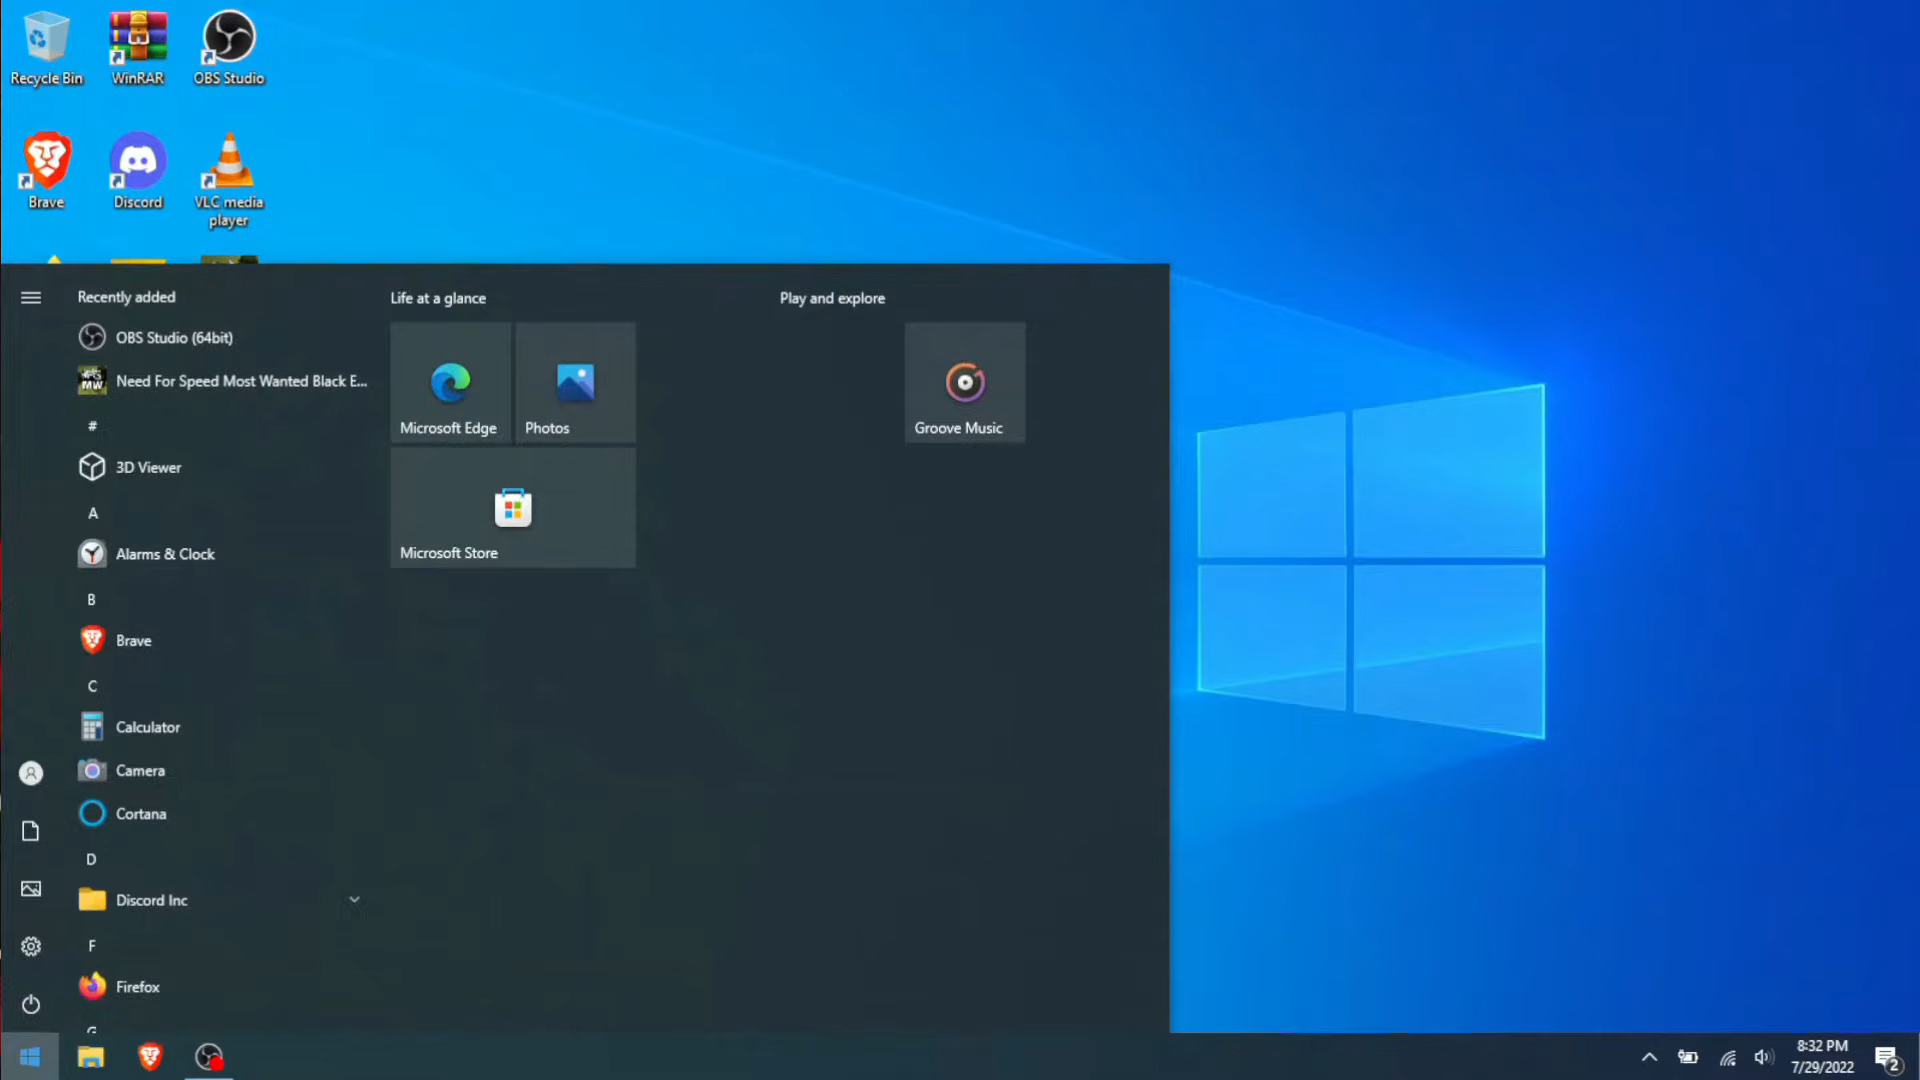 Recycle Bin
WinRAR
OBS Studio
Brave
Discord
VLC media
player
Recently added
OBS Studio (64bit)
MW
Need For Speed Most Wanted Black E...
#
3D Viewer
A
Alarms & Clock
B
Brave
C
Calculator
Camera
Cortana
D
Discord Inc
F
Firefox
G
Life at a glance
Microsoft Edge
Photos
Microsoft Store
Play and explore
Groove Music
8:32 PM
7/29/2022
2